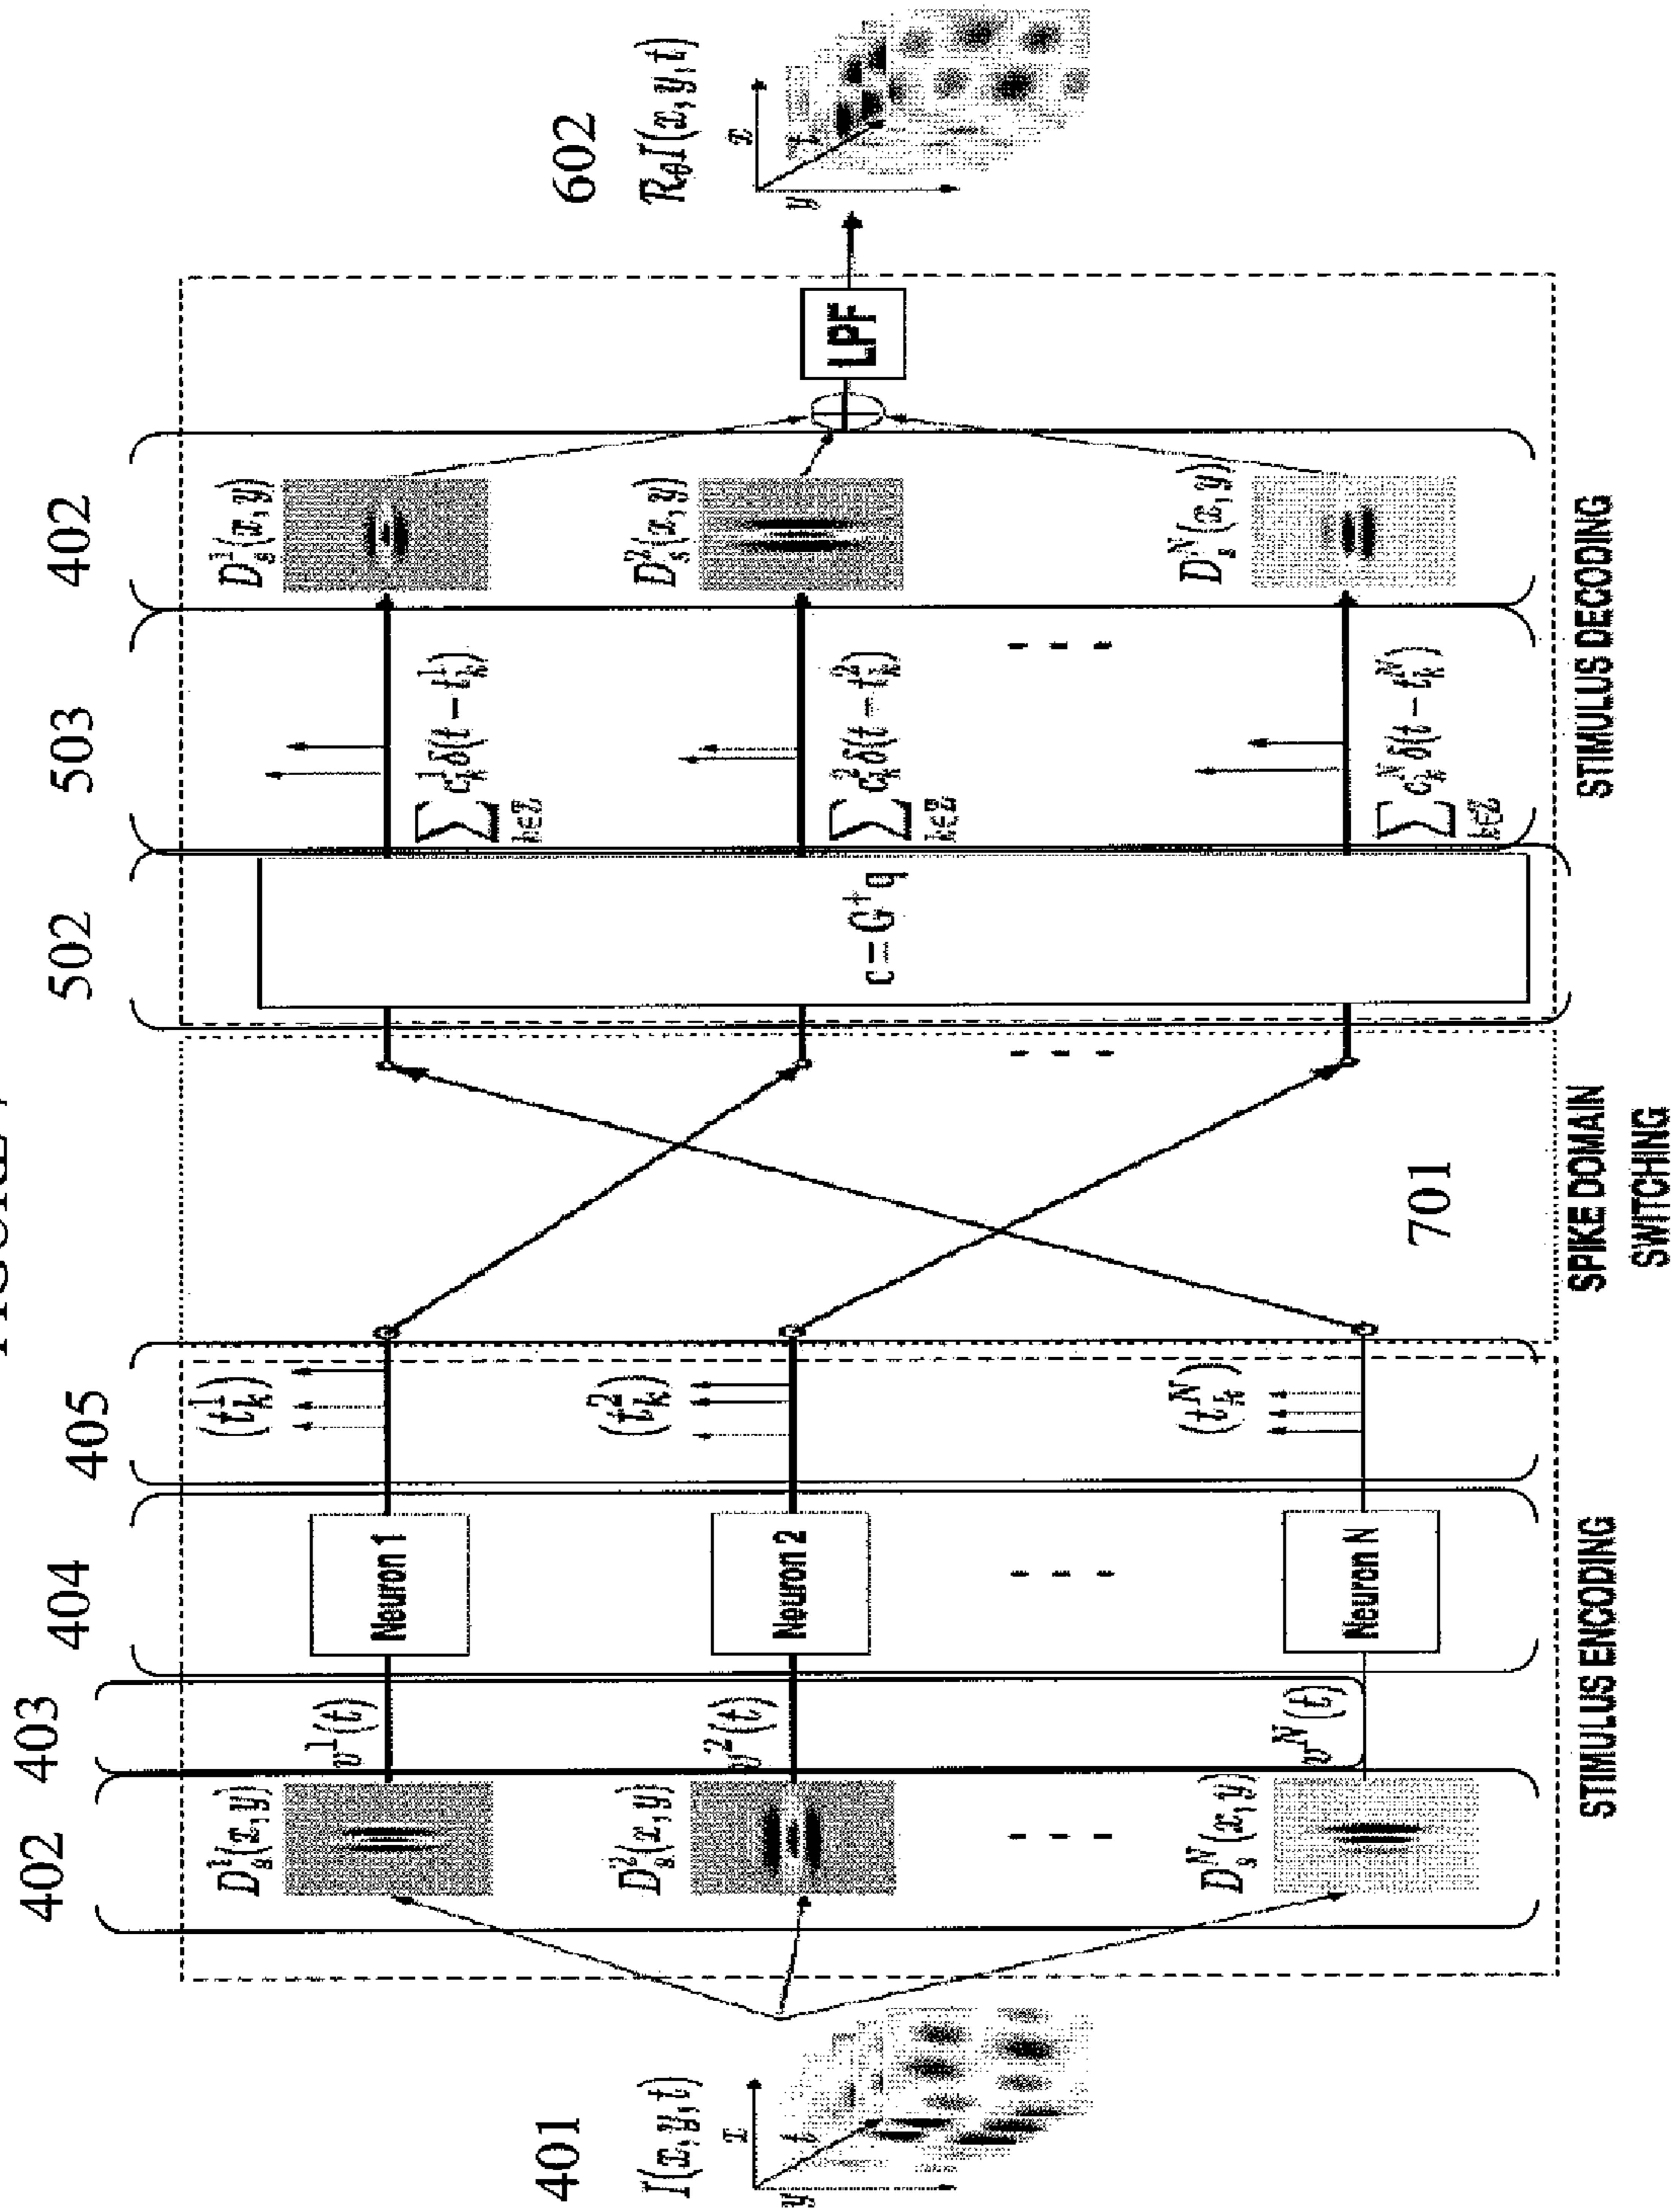 401
I(x,y,t)
x
t
y
402
403
404
405
D_s^1(x,y)
v^1(t)
Neuron 1
(t_k^1)
D_s^2(x,y)
v^2(t)
Neuron 2
(t_k^2)
D_s^N(x,y)
v^N(t)
Neuron N
(t_k^N)
STIMULUS ENCODING
701
SPIKE DOMAIN
SWITCHING
502
503
402
c=G^+q
∑ c_k^1 δ(t-t_k^1)
k∈ℤ
D_s^1(x,y)
∑ c_k^2 δ(t-t_k^2)
k∈ℤ
D_s^2(x,y)
∑ c_k^N δ(t-t_k^N)
k∈ℤ
D_s^N(x,y)
LPF
STIMULUS DECODING
602
R_θI(x,y,t)
x
t
y